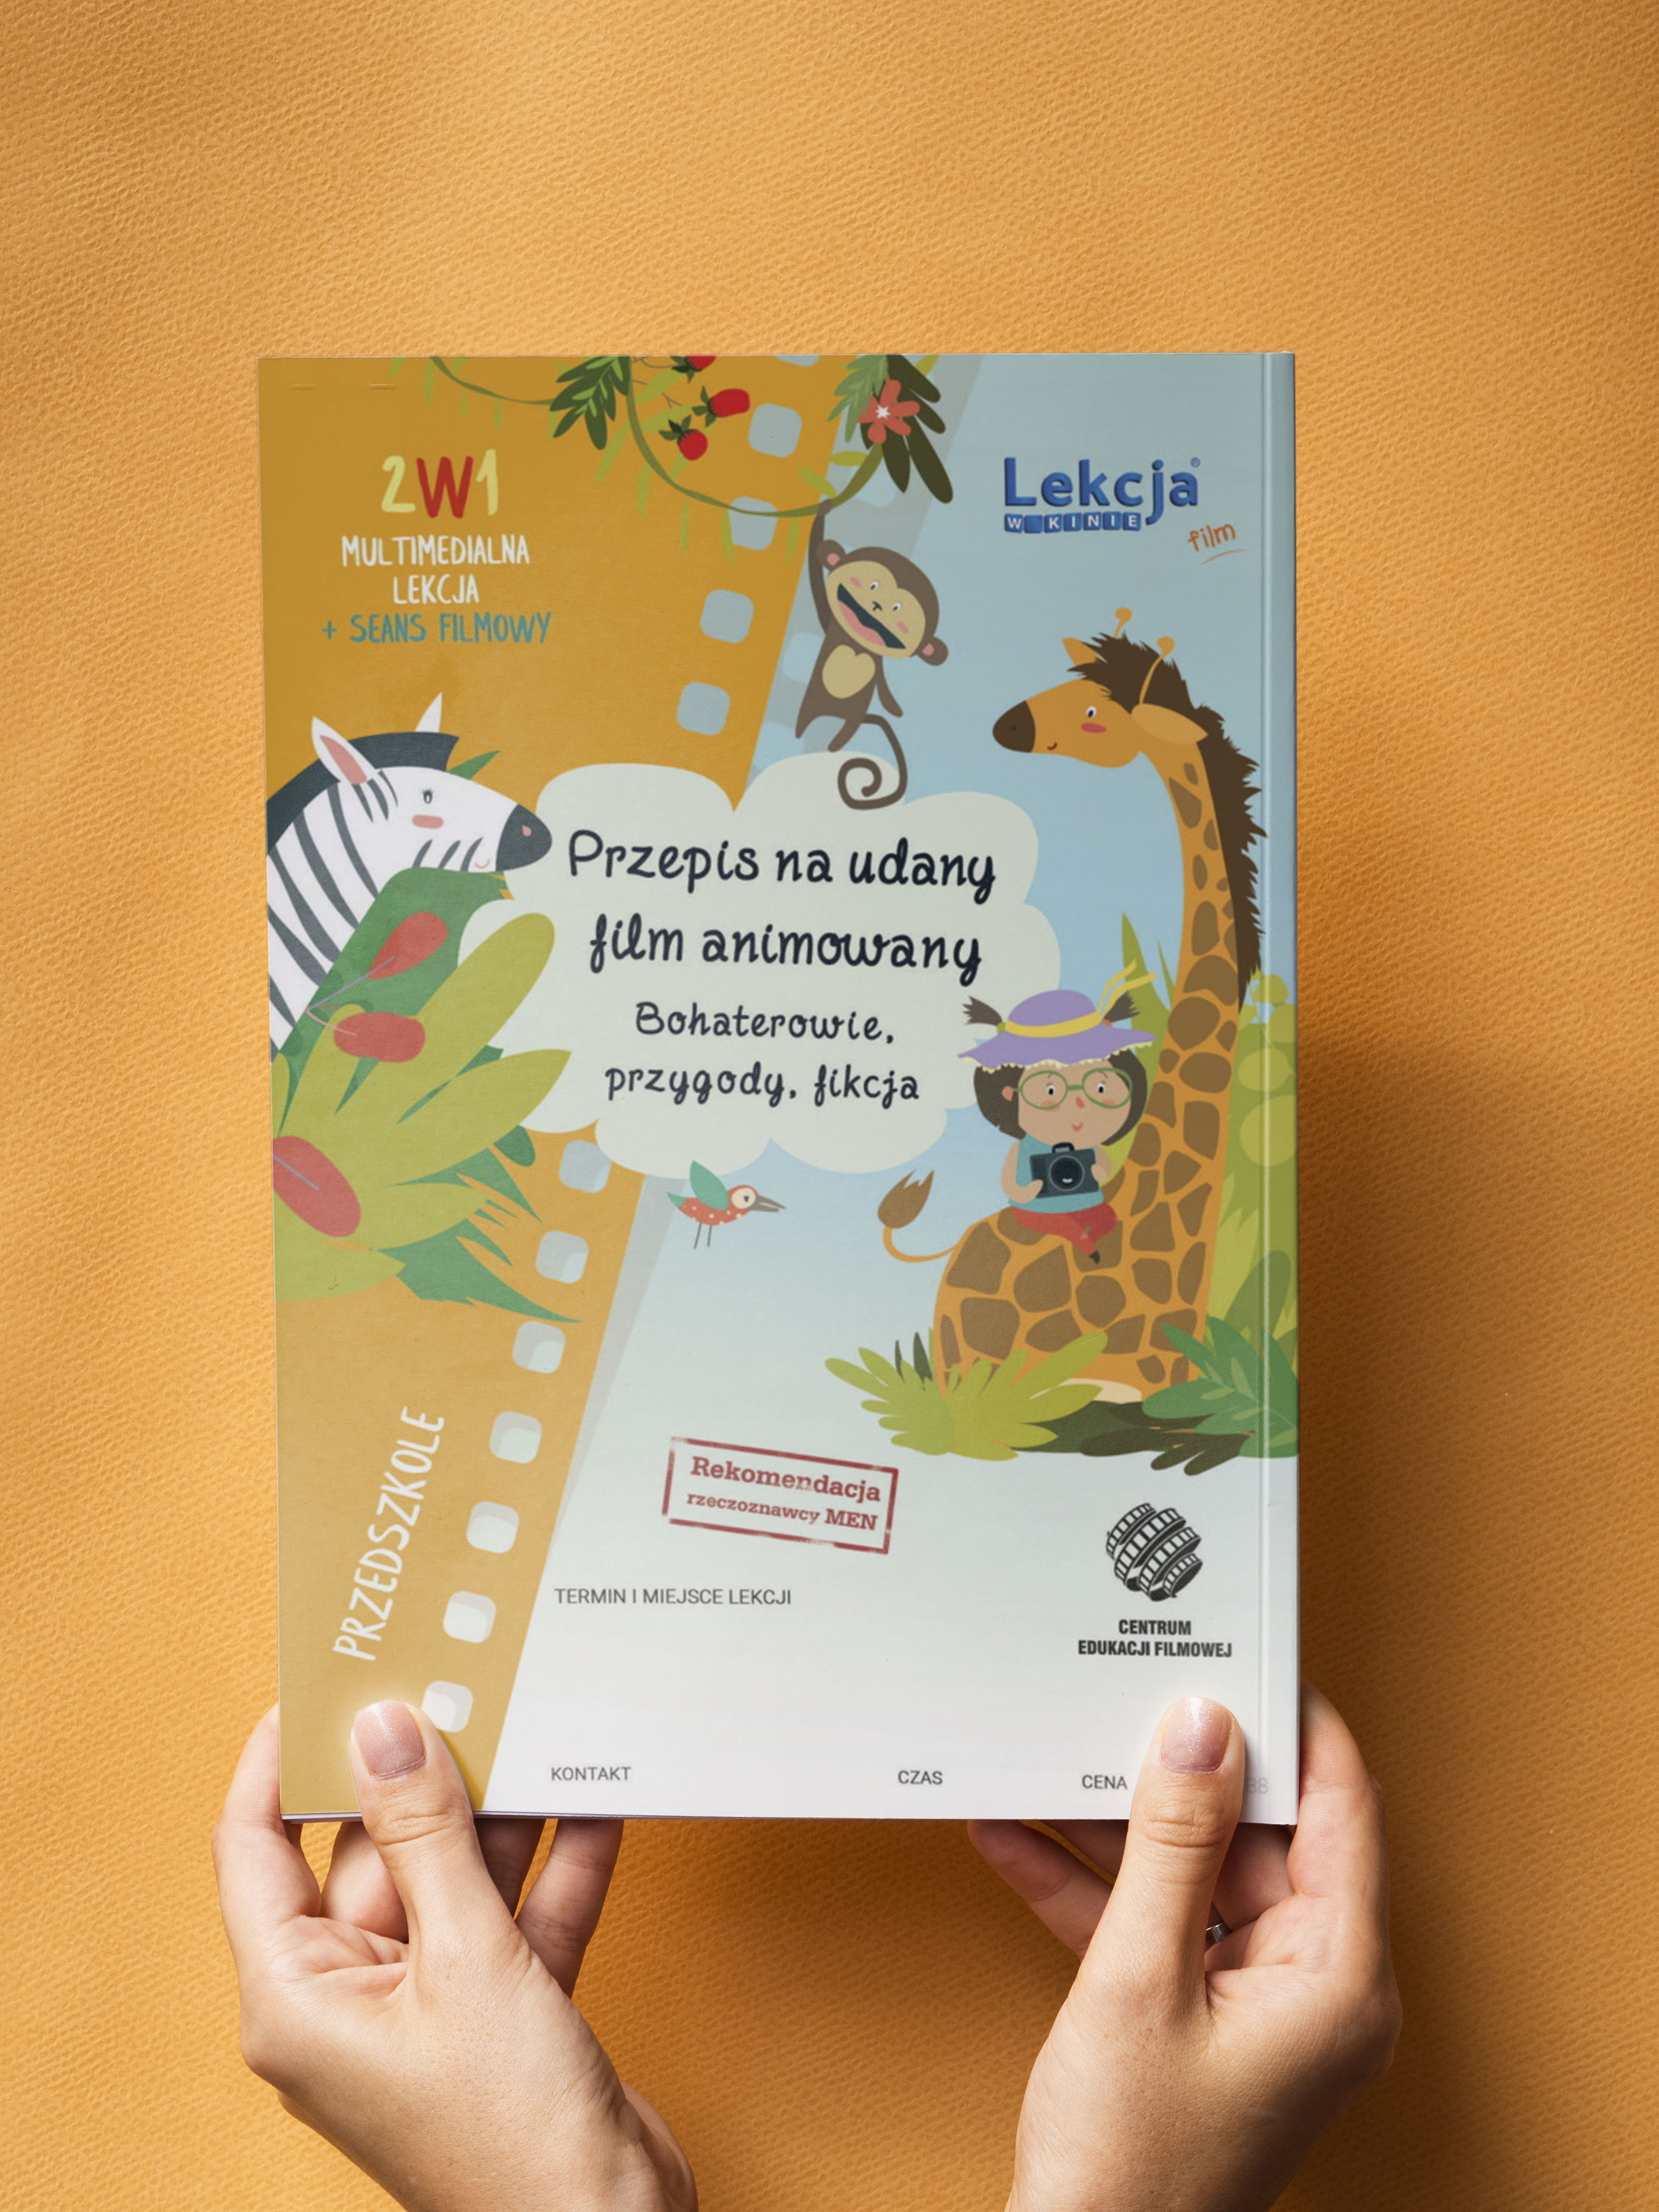 2W1
MULTIMEDIALNA
LEKCJA
+ SEANS FILMOWY
Lekcja®
W KINIE
film
Przepis na udany
film animowany
Bohaterowie,
przygody, fikcja
PRZEDSZKOLE
Rekomendacja
rzeczoznawcy MEN
TERMIN I MIEJSCE LEKCJI
CENTRUM
EDUKACJI FILMOWEJ
KONTAKT
CZAS
CENA